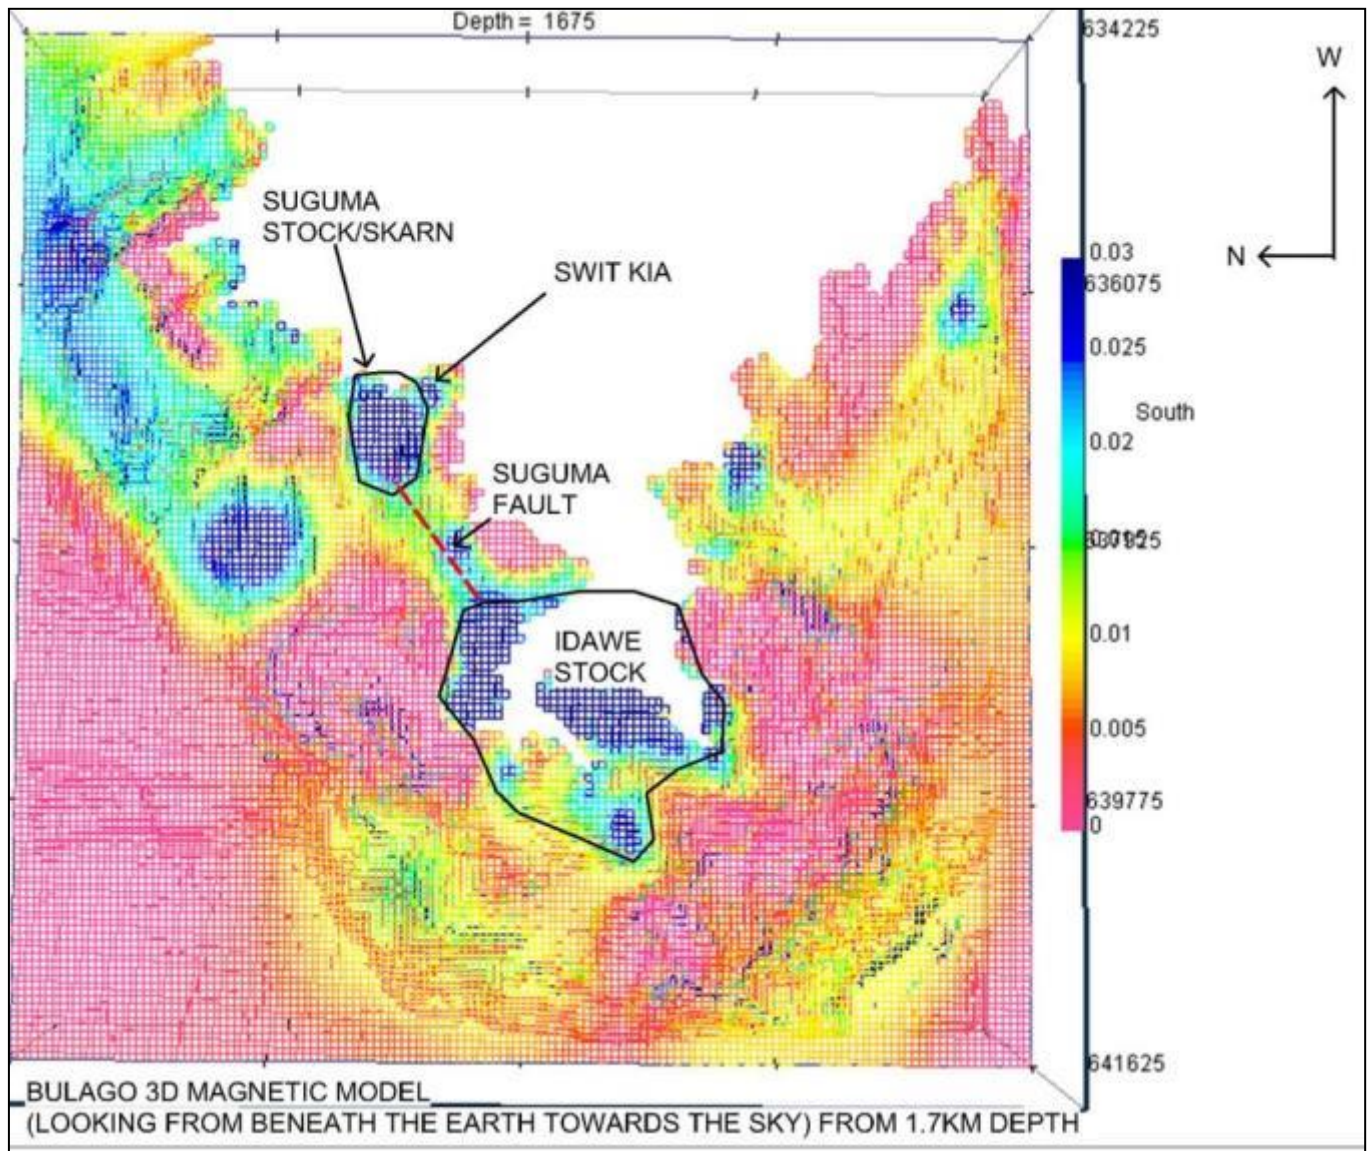 Depth = 1675
634225
W
SUGUMA
STOCK/SKARN
SWIT KIA
N
0.03
636075
0.025
South
0.02
SUGUMA
FAULT
0.01
IDAWE
STOCK
0.005
639775
0
641625
BULAGO 3D MAGNETIC MODEL
(LOOKING FROM BENEATH THE EARTH TOWARDS THE SKY) FROM 1.7KM DEPTH